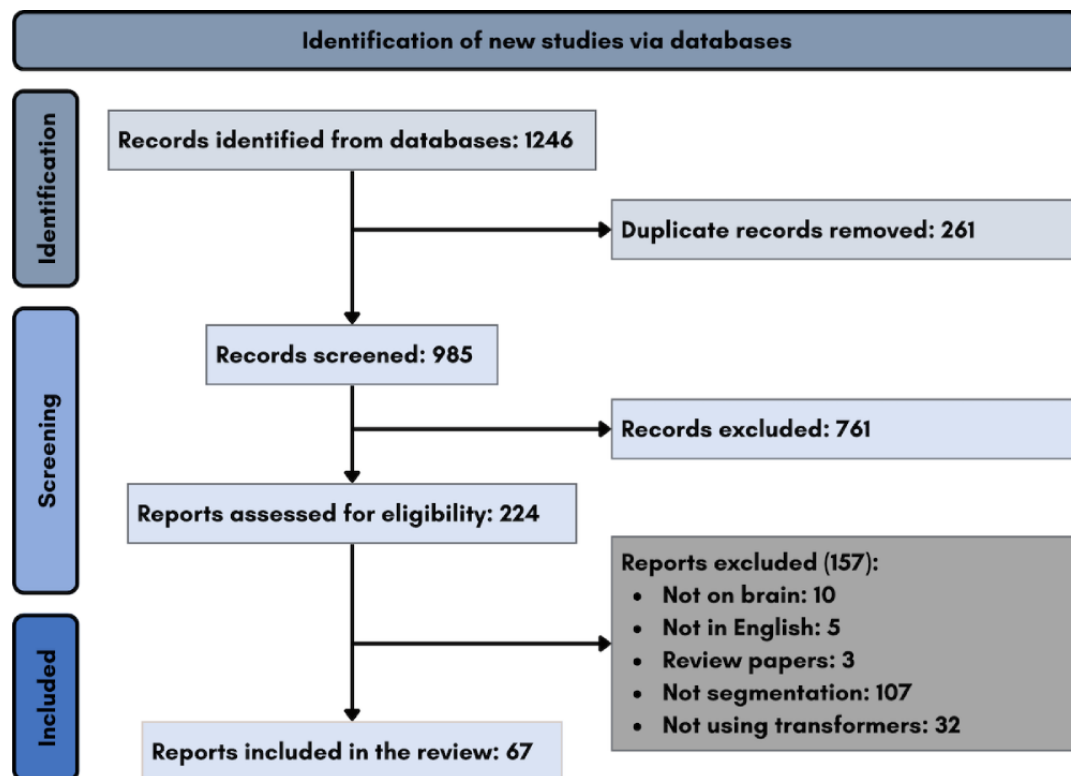 Identification of new studies via databases
Identification
Records identified from databases: 1246
Duplicate records removed: 261
Screening
Records screened: 985
Records excluded: 761
Reports assessed for eligibility: 224
Reports excluded (157):
• Not on brain: 10
• Not in English: 5
• Review papers: 3
• Not segmentation: 107
• Not using transformers: 32
Included
Reports included in the review: 67